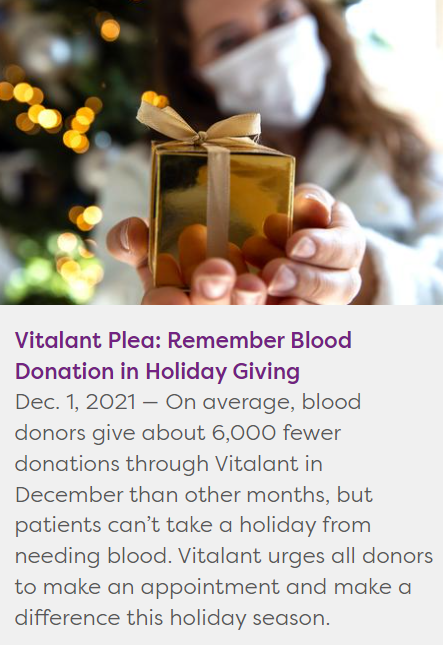 Vitalant Plea: Remember Blood
Donation in Holiday Giving
Dec. 1, 2021 — On average, blood
donors give about 6,000 fewer
donations through Vitalant in
December than other months, but
patients can’t take a holiday from
needing blood. Vitalant urges all donors
to make an appointment and make a
difference this holiday season.